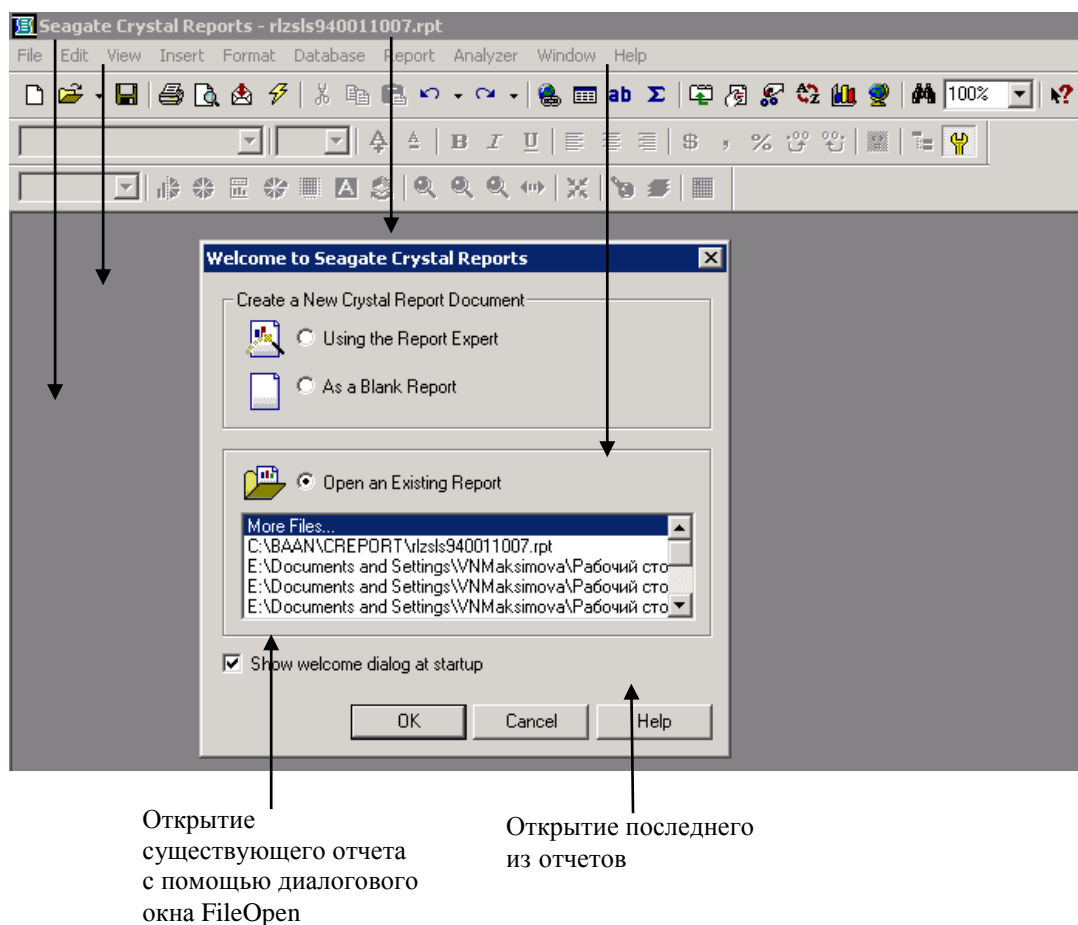 Seagate Crystal Reports - rlzsls940011007.rpt
File Edit View Insert Format Database Report Analyzer Window Help
ab Σ 100%
B I U $ , %
A
Welcome to Seagate Crystal Reports
Create a New Crystal Report Document
Using the Report Expert
As a Blank Report
Open an Existing Report
More Files...
C:\BAAN\CREPORT\rlzsls940011007.rpt
E:\Documents and Settings\VNMaksimova\Рабочий сто
E:\Documents and Settings\VNMaksimova\Рабочий сто
E:\Documents and Settings\VNMaksimova\Рабочий сто
Show welcome dialog at startup
OK Cancel Help
Открытие
существующего отчета
с помощью диалогового
окна FileOpen
Открытие последнего
из отчетов